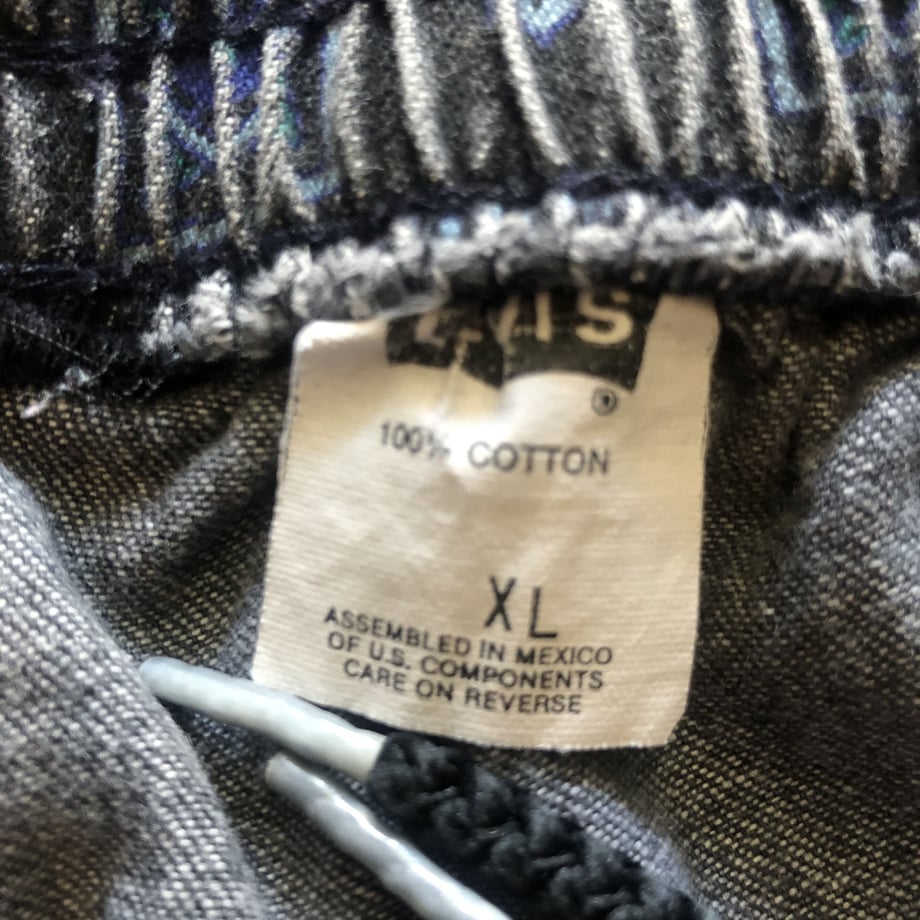 ®
100% COTTON
XL
ASSEMBLED IN MEXICO
OF U.S. COMPONENTS
CARE ON REVERSE